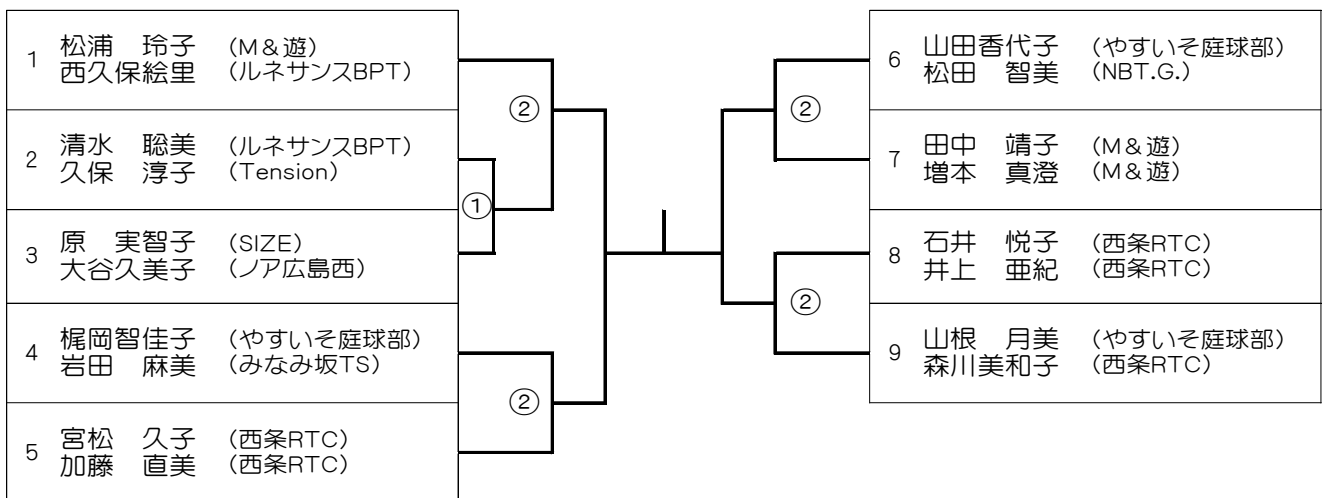 1 松浦　玲子 (M&遊)
西久保絵里 (ルネサンスBPT)
2 清水　聡美 (ルネサンスBPT)
久保　淳子 (Tension)
3 原　実智子 (SIZE)
大谷久美子 (ノア広島西)
4 梶岡智佳子 (やすいそ庭球部)
岩田　麻美 (みなみ坂TS)
5 宮松　久子 (西条RTC)
加藤　直美 (西条RTC)
②
①
②
②
②
6 山田香代子 (やすいそ庭球部)
松田　智美 (NBT.G.)
7 田中　靖子 (M&遊)
増本　真澄 (M&遊)
8 石井　悦子 (西条RTC)
井上　亜紀 (西条RTC)
9 山根　月美 (やすいそ庭球部)
森川美和子 (西条RTC)